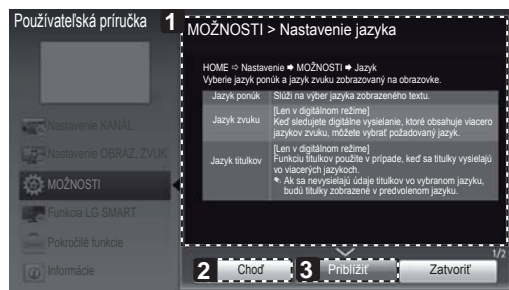 Používateľská príručka
1
MOŽNOSTI > Nastavenie jazyka
HOME ⇨ Nastavenie ➡ MOŽNOSTI ➡ Jazyk
Vyberie jazyk ponúk a jazyk zvuku zobrazovaný na obrazovke.
Jazyk ponúk
Slúži na výber jazyka zobrazeného textu.
Jazyk zvuku
[Len v digitálnom režime]
Keď sledujete digitálne vysielanie, ktoré obsahuje viacero
jazykov zvuku, môžete vybrať požadovaný jazyk.
Jazyk titulkov
[Len v digitálnom režime]
Funkciu titulkov použite v prípade, keď sa titulky vysielajú
vo viacerých jazykoch.
✎ Ak sa nevysielajú údaje titulkov vo vybranom jazyku,
budú titulky zobrazené v predvolenom jazyku.
Nastavenie KANÁL
Nastavenie OBRAZ, ZVUK
MOŽNOSTI
Funkcia LG SMART
Pokročilé funkcie
Informácie
1/2
2
Choď
3
Priblížiť
Zatvoriť